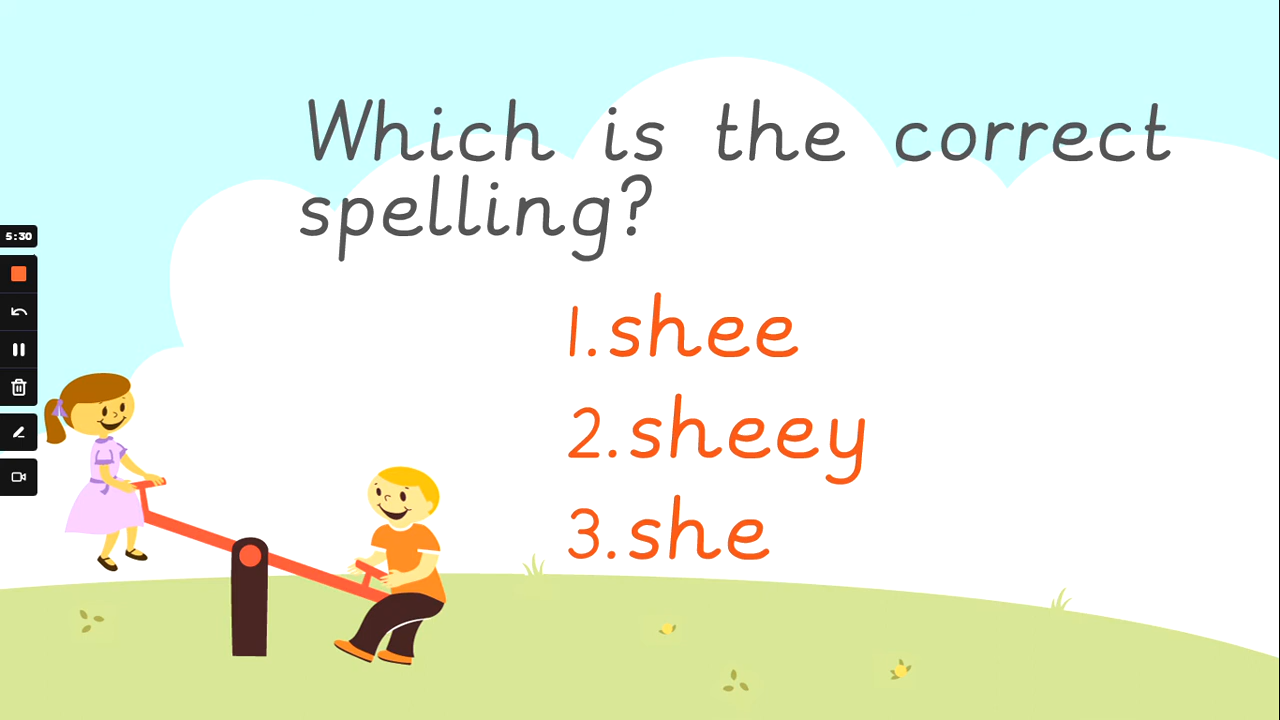 Which is the correct
spelling?
1.shee
2.sheey
3.she
5:30